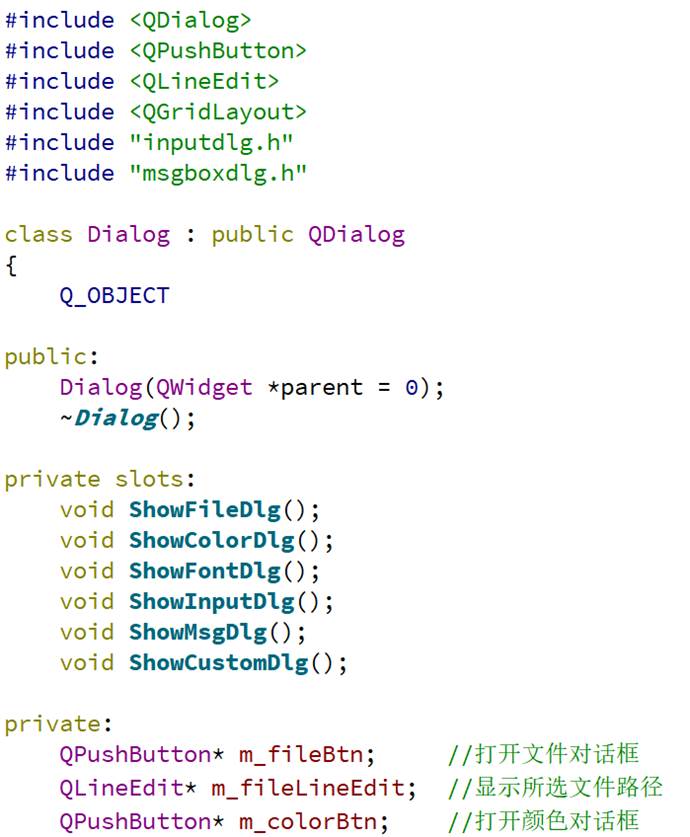 #include <QDialog>
#include <QPushButton>
#include <QLineEdit>
#include <QGridLayout>
#include "inputdlg.h"
#include "msgboxdlg.h"

class Dialog : public QDialog
{
    Q_OBJECT

public:
    Dialog(QWidget *parent = 0);
    ~Dialog();

private slots:
    void ShowFileDlg();
    void ShowColorDlg();
    void ShowFontDlg();
    void ShowInputDlg();
    void ShowMsgDlg();
    void ShowCustomDlg();

private:
    QPushButton* m_fileBtn;     //打开文件对话框
    QLineEdit* m_fileLineEdit;  //显示所选文件路径
    QPushButton* m_colorBtn;    //打开颜色对话框